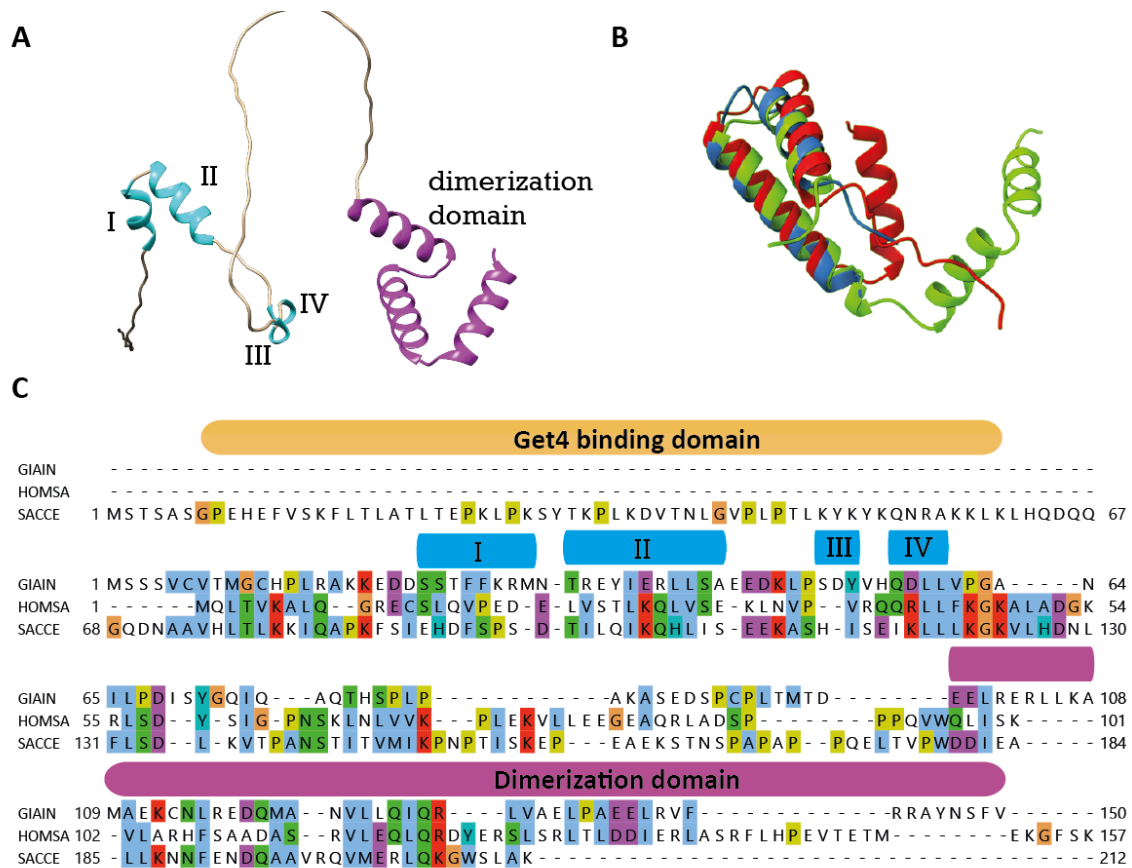 A
B
I
II
III
IV
dimerization
domain
C
Get4 binding domain
GIAIN - - - - - - - - - - - - - - - - - - - - - - - - - - - - - - - - - - - - - - - - - - - - - - - - - - - - - - - - - - - - - - - - - - -
HOMSA - - - - - - - - - - - - - - - - - - - - - - - - - - - - - - - - - - - - - - - - - - - - - - - - - - - - - - - - - - - - - - - - - - -
SACCE 1 MSTSASGPEHEFVSKFLTLATLTEPKLPKSYTKPLKDVTNLGVPLPTLKYKYKQNRAKKLKLHQDQQ 67
I II III IV
GIAIN 1 MSSSVCVTMGCHPLRAKKEDDSSTFFKRMN-TREYIERLLSAEEDKLPSDYVHQDLLVPGA-----N 64
HOMSA 1 ------MQLTVKALQ--GRECSLQVPED-E-LVSTLKQLVSE-KLNVP--VRQQRLLFKGKALADGK 54
SACCE 68 GQDNAAVHLTLKKIQAPKFSIEHDFSPS-D-TILQIKQHLIS-EEKASH-I-SEIKLLLKGKVLHDNL 130
GIAIN 65 ILPDISYGQIQ---AQTHSPLP------------AKASEDSPCPLTMTD-------EELRERLLKA 108
HOMSA 55 RLSD--Y-SIG-PNSKLNLVVK---PLEKVLLEEGEAQRLADSP--------PPQVWQLISK---- 101
SACCE 131 FLSD--L-KVTPANSTITVMIKPNPTISKEP----EAEKSTNSPAPAP--PQELTVPWDDIEA---- 184
Dimerization domain
GIAIN 109 MAEKCNLREDQMA--NVLLQIQR----LVAELPAEELRVF------------RRAYNSFV 150
HOMSA 102 VLARHFSAADAS--RVLEQLQRDYERSLSRLTLDDIERLASRFLHPEVTETM------EKGFSK 157
SACCE 185 LLKNNFENDQAAVRQVMERLQKGWSLAK-------------------------------- 212